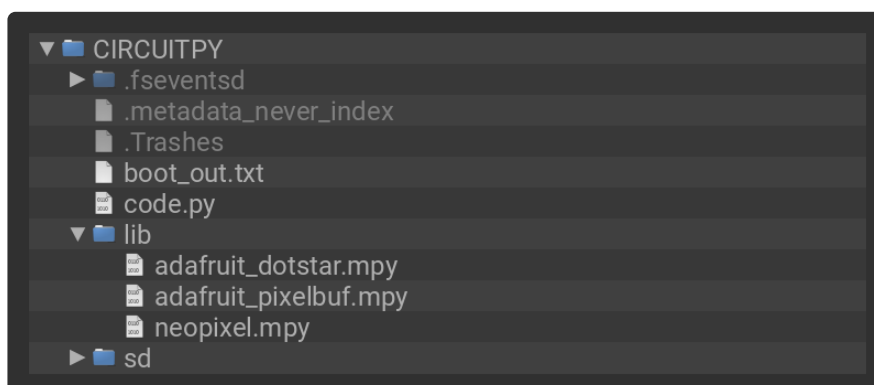 CIRCUITPY
.fseventsd
.metadata_never_index
.Trashes
boot_out.txt
code.py
lib
adafruit_dotstar.mpy
adafruit_pixelbuf.mpy
neopixel.mpy
sd